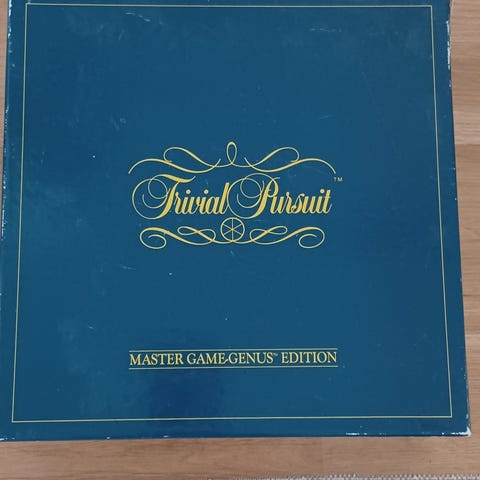 Trivial Pursuit™
MASTER GAME-GENUS™ EDITION